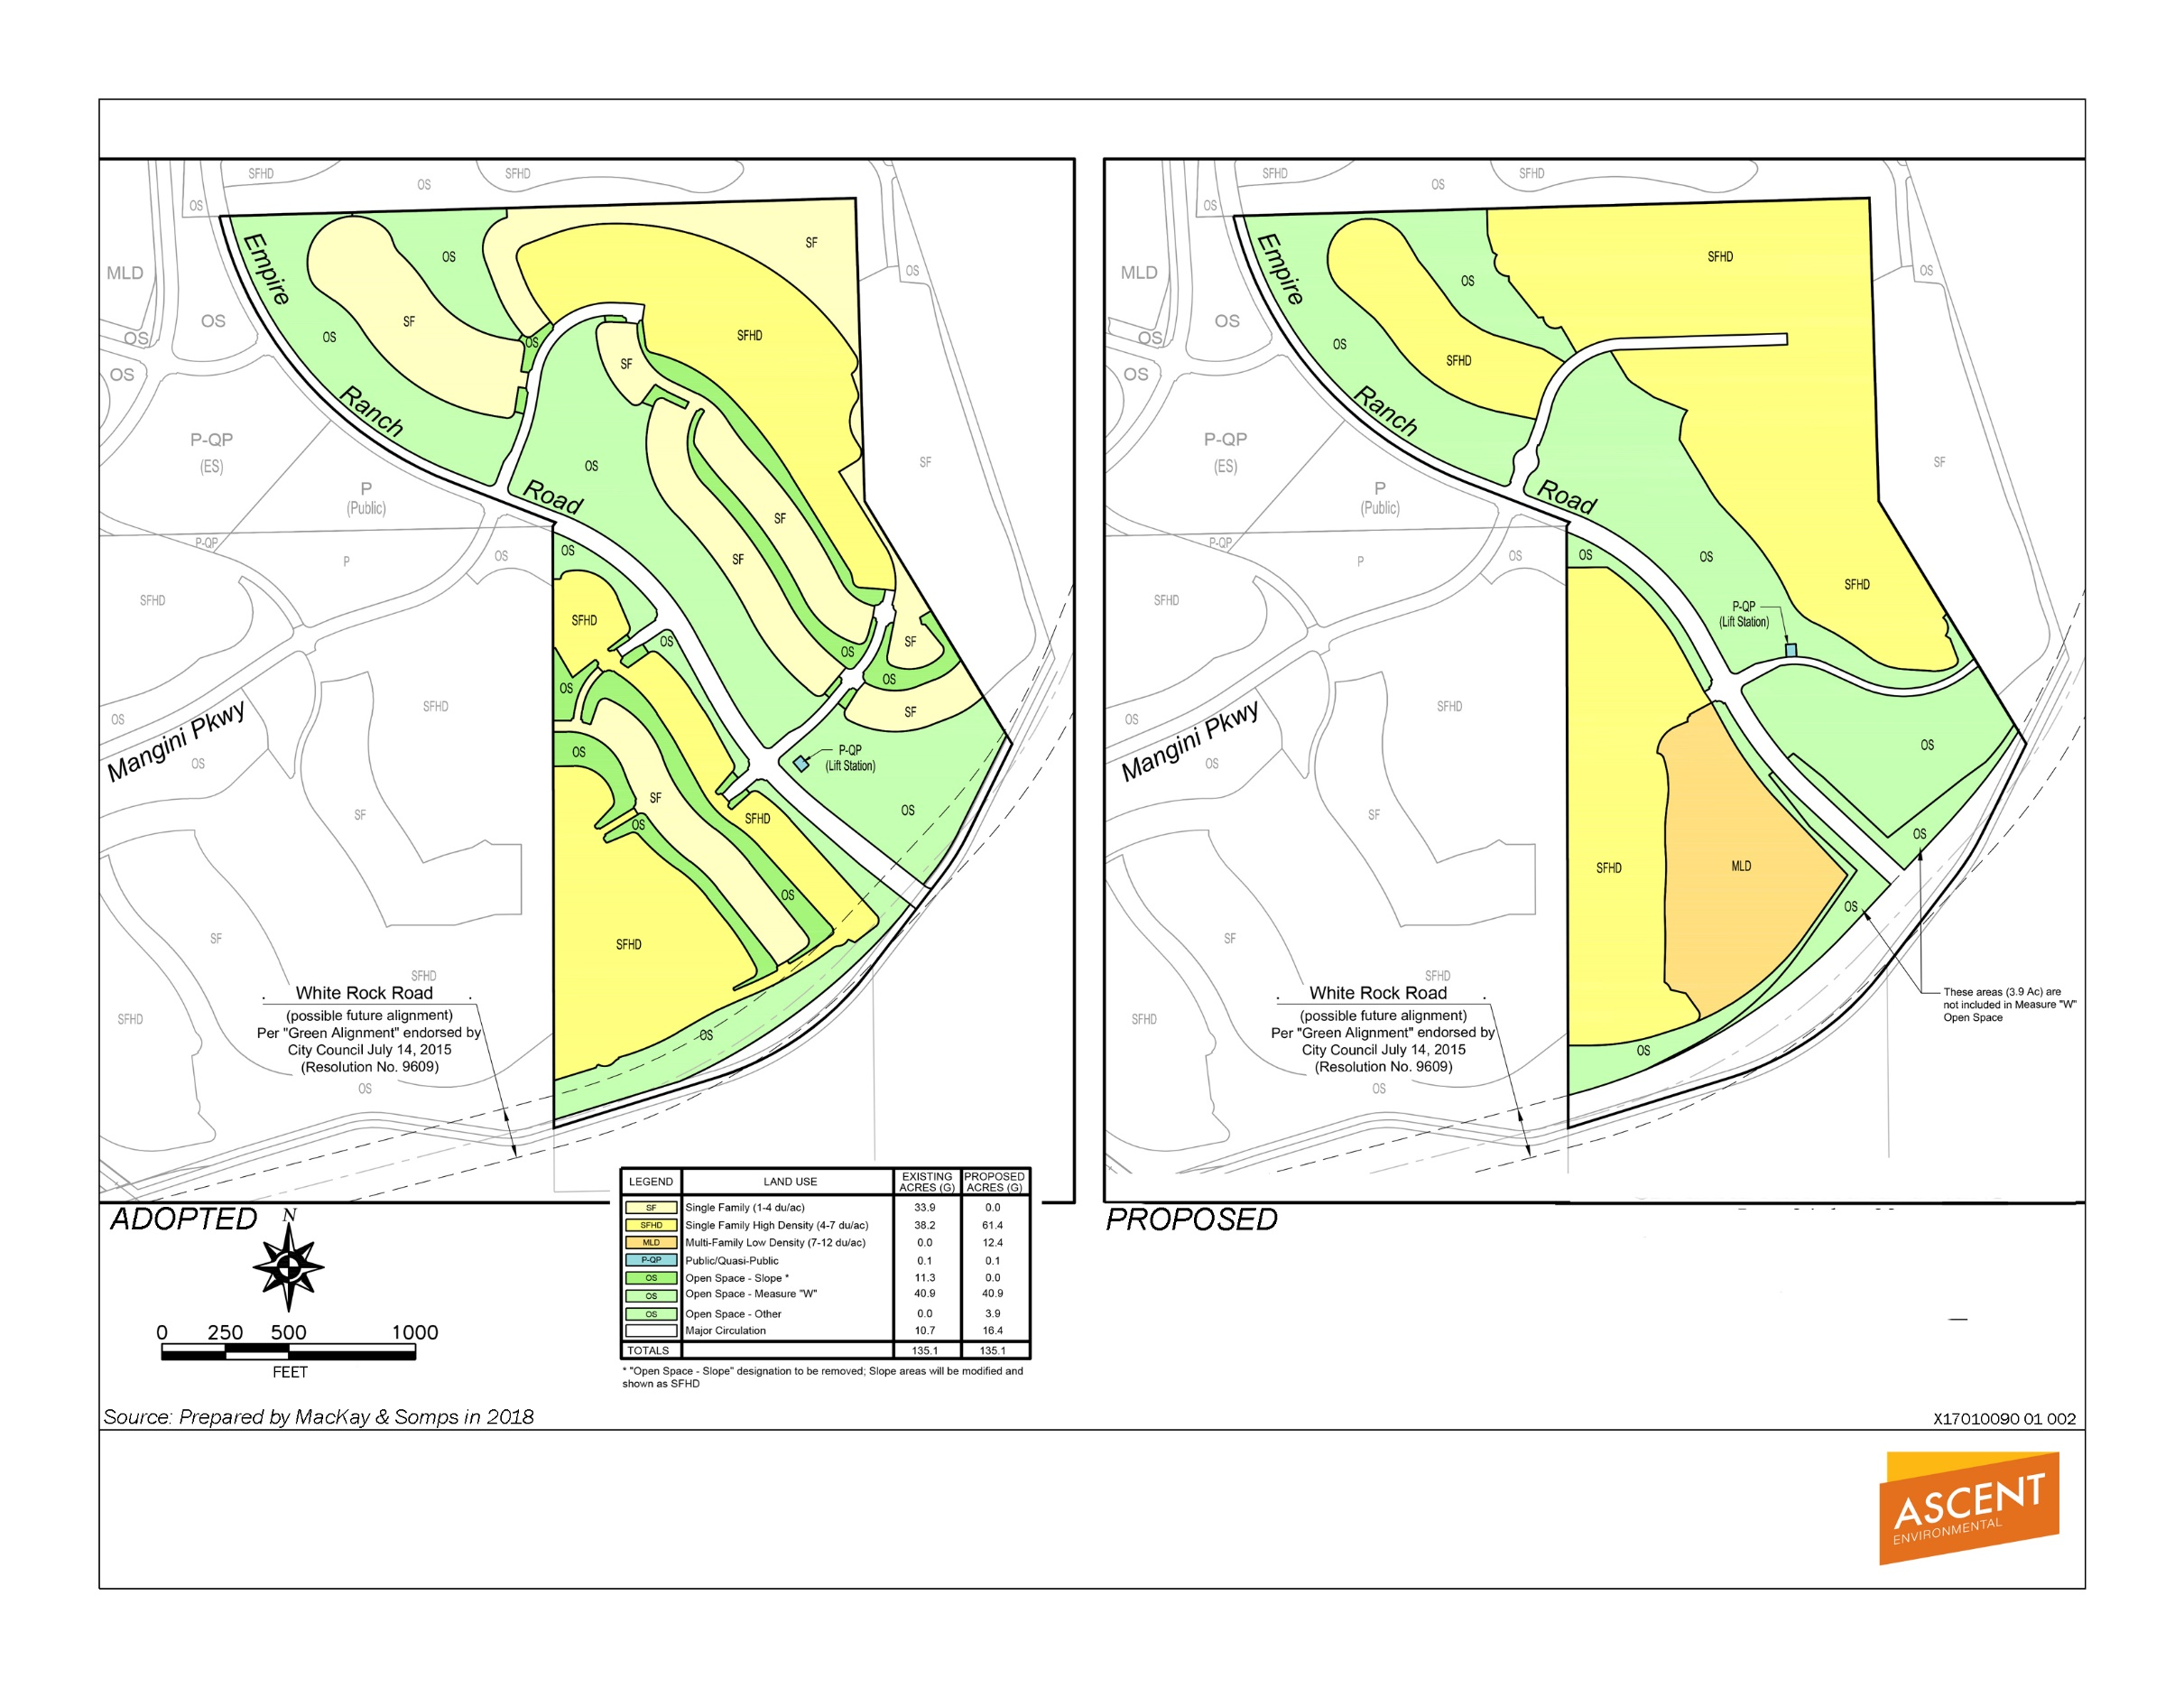 SFHD
OS
SFHD
OS
SF
OS
MLD
OS
OS
OS
OS
Empire
OS
OS
SF
SFHD
OS
SF
Ranch
P-QP
(ES)
P
(Public)
OS
Road
SF
SF
SF
P-QP
P
OS
OS
SFHD
SFHD
OS
OS
SF
OS
OS
SF
OS
SFHD
OS
Mangini Pkwy
OS
OS
P-QP
(Lift Station)
SF
SF
OS
SFHD
OS
OS
SF
SFHD
SFHD
SFHD
OS
OS
White Rock Road
(possible future alignment)
Per "Green Alignment" endorsed by
City Council July 14, 2015
(Resolution No. 9609)
ADOPTED
N
0 250 500 1000
FEET
LEGEND LAND USE EXISTING ACRES (G) PROPOSED ACRES (G)
SF Single Family (1-4 du/ac) 33.9 0.0
SFHD Single Family High Density (4-7 du/ac) 38.2 61.4
MLD Multi-Family Low Density (7-12 du/ac) 0.0 12.4
P-QP Public/Quasi-Public 0.1 0.1
OS Open Space - Slope * 11.3 0.0
OS Open Space - Measure "W" 40.9 40.9
OS Open Space - Other 0.0 3.9
Major Circulation 10.7 16.4
TOTALS 135.1 135.1
* "Open Space - Slope" designation to be removed; Slope areas will be modified and
shown as SFHD
SFHD
OS
SFHD
OS
SFHD
MLD
OS
OS
OS
OS
OS
Empire
OS
SFHD
Ranch
P-QP
(ES)
P
(Public)
SF
Road
P-QP
P
OS
OS
OS
SFHD
SFHD
P-QP
(Lift Station)
SFHD
OS
Mangini Pkwy
OS
OS
SF
OS
SFHD
MLD
OS
SF
SFHD
SFHD
OS
OS
These areas (3.9 Ac) are
not included in Measure "W"
Open Space
White Rock Road
(possible future alignment)
Per "Green Alignment" endorsed by
City Council July 14, 2015
(Resolution No. 9609)
PROPOSED
Source: Prepared by MacKay & Somps in 2018
X17010090 01 002
ASCENT
ENVIRONMENTAL